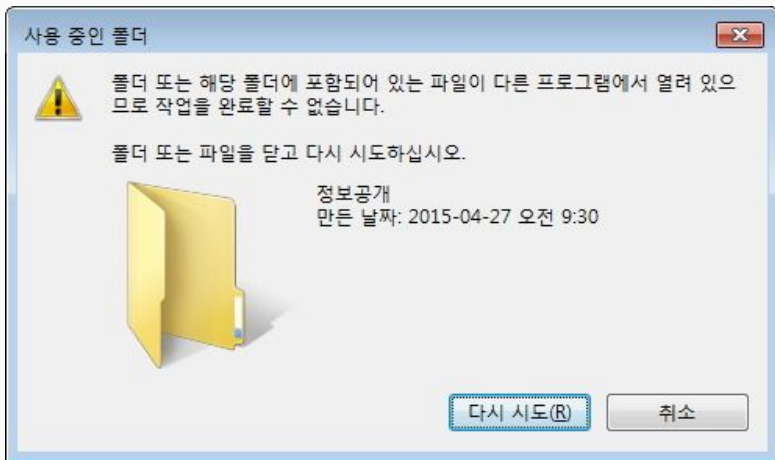 사용 중인 폴더
폴더 또는 해당 폴더에 포함되어 있는 파일이 다른 프로그램에서 열려 있으
므로 작업을 완료할 수 없습니다.
폴더 또는 파일을 닫고 다시 시도하십시오.
정보공개
만든 날짜: 2015-04-27 오전 9:30
다시 시도(R)
취소